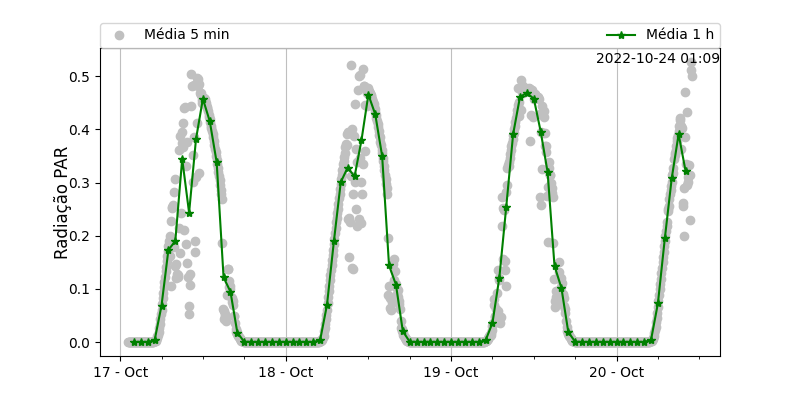 Média 5 min
Média 1 h
2022-10-24 01:09
Radiação PAR
0.5
0.4
0.3
0.2
0.1
0.0
17 - Oct
18 - Oct
19 - Oct
20 - Oct